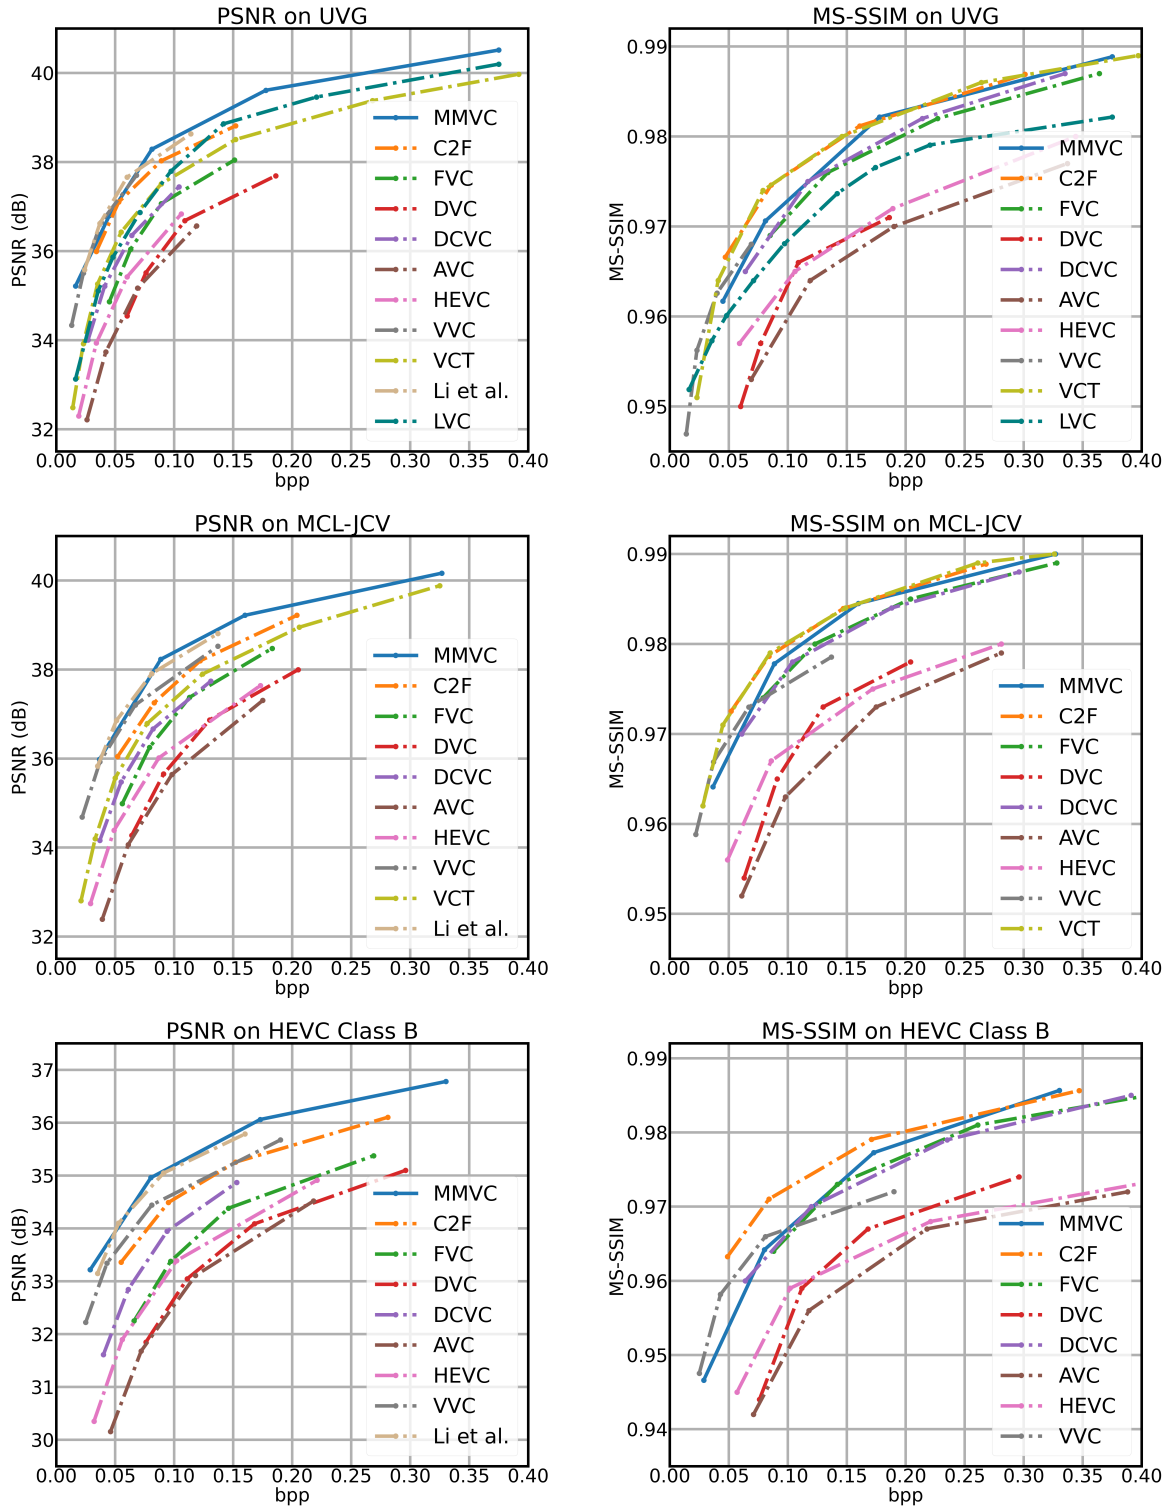 PSNR on UVG
PSNR (dB)
40
38
36
34
32
0.00 0.05 0.10 0.15 0.20 0.25 0.30 0.35 0.40
bpp
MMVC
C2F
FVC
DVC
DCVC
AVC
HEVC
VVC
VCT
Li et al.
LVC
MS-SSIM on UVG
MS-SSIM
0.99
0.98
0.97
0.96
0.95
0.00 0.05 0.10 0.15 0.20 0.25 0.30 0.35 0.40
bpp
MMVC
C2F
FVC
DVC
DCVC
AVC
HEVC
VVC
VCT
LVC
PSNR on MCL-JCV
PSNR (dB)
40
38
36
34
32
0.00 0.05 0.10 0.15 0.20 0.25 0.30 0.35 0.40
bpp
MMVC
C2F
FVC
DVC
DCVC
AVC
HEVC
VVC
VCT
Li et al.
MS-SSIM on MCL-JCV
MS-SSIM
0.99
0.98
0.97
0.96
0.95
0.00 0.05 0.10 0.15 0.20 0.25 0.30 0.35 0.40
bpp
MMVC
C2F
FVC
DVC
DCVC
AVC
HEVC
VVC
VCT
PSNR on HEVC Class B
PSNR (dB)
37
36
35
34
33
32
31
30
0.00 0.05 0.10 0.15 0.20 0.25 0.30 0.35 0.40
bpp
MMVC
C2F
FVC
DVC
DCVC
AVC
HEVC
VVC
Li et al.
MS-SSIM on HEVC Class B
MS-SSIM
0.99
0.98
0.97
0.96
0.95
0.94
0.00 0.05 0.10 0.15 0.20 0.25 0.30 0.35 0.40
bpp
MMVC
C2F
FVC
DVC
DCVC
AVC
HEVC
VVC